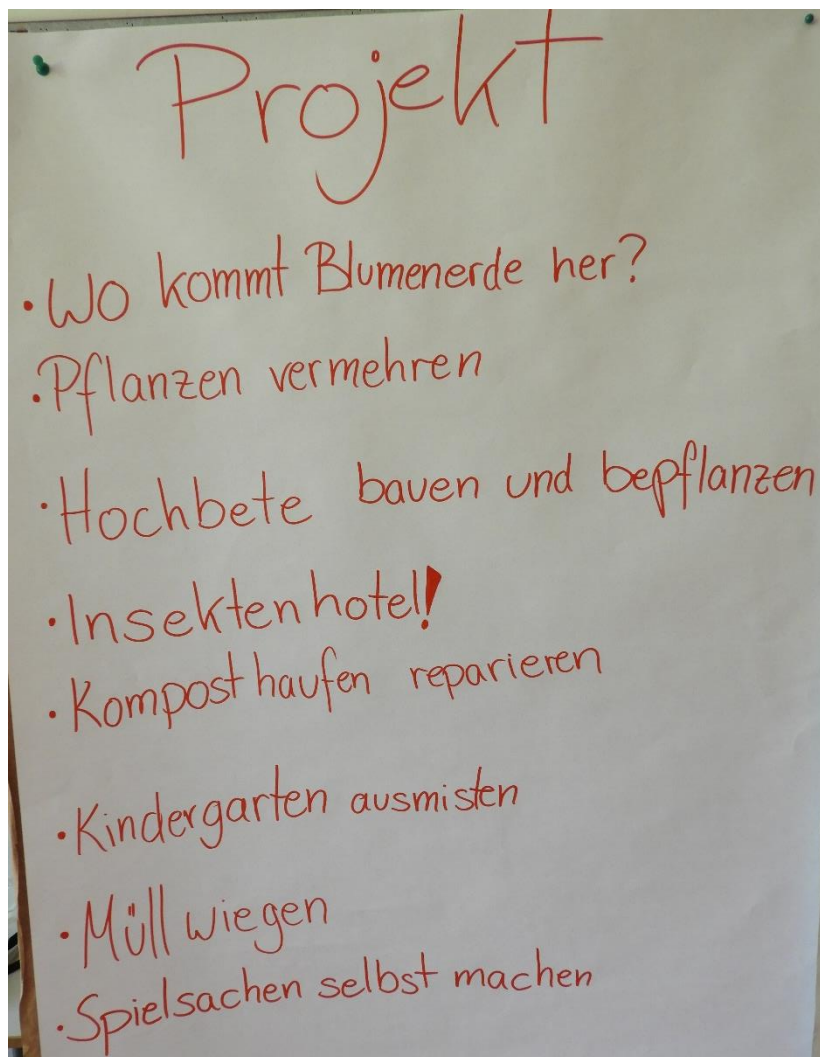 Projekt
• Wo kommt Blumenerde her?
• Pflanzen vermehren
• Hochbete bauen und bepflanzen
• Insektenhotel!
• Komposthaufen reparieren
• Kindergarten ausmisten
• Müll wiegen
• Spielsachen selbst machen